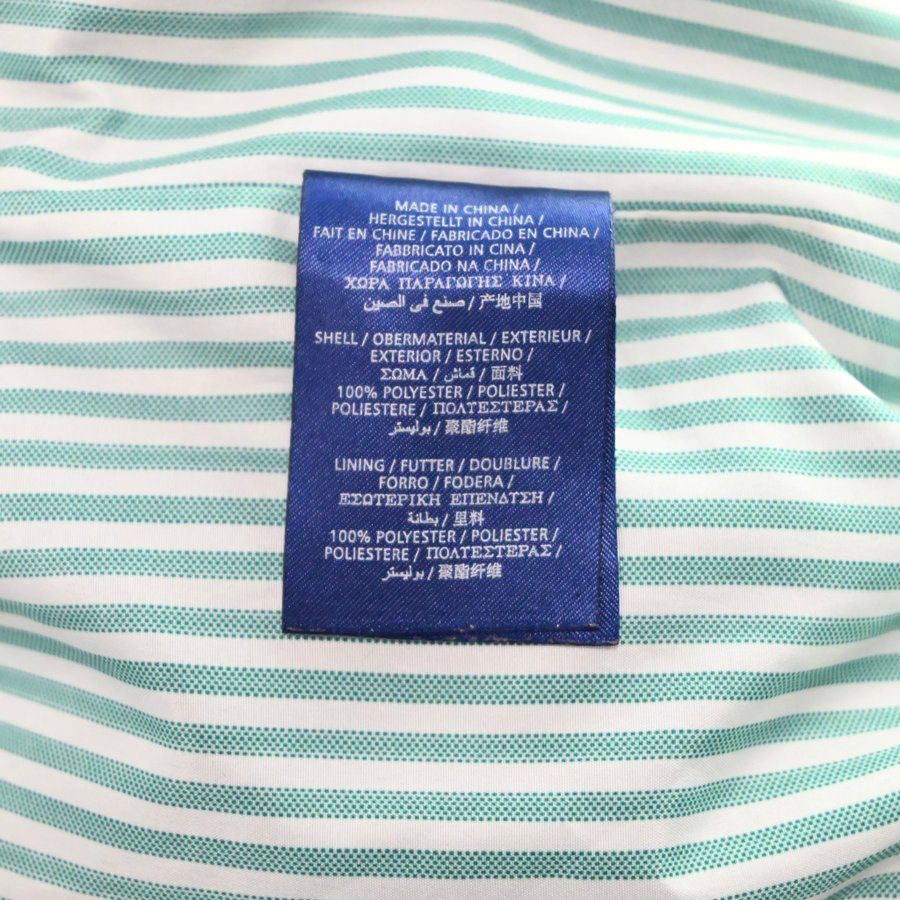 MADE IN CHINA /
HERGESTELLT IN CHINA /
FAIT EN CHINE / FABRICADO EN CHINA /
FABBRICATO IN CINA /
FABRICADO NA CHINA /
ΧΩΡΑ ΠΑΡΑΓΩΓΗΣ ΚΙΝΑ /
صنع في الصين / 产地中国
SHELL / OBERMATERIAL / EXTERIEUR /
EXTERIOR / ESTERNO /
ΣΩΜΑ / قماش / 面料
100% POLYESTER / POLIESTER /
POLIESTERE / ΠΟΛΥΕΣΤΕΡΑΣ /
بوليستر / 聚酯纤维
LINING / FUTTER / DOUBLURE /
FORRO / FODERA /
ΕΣΩΤΕΡΙΚΗ ΕΠΕΝΔΥΣΗ /
بطانة / 里料
100% POLYESTER / POLIESTER /
POLIESTERE / ΠΟΛΥΕΣΤΕΡΑΣ /
بوليستر / 聚酯纤维